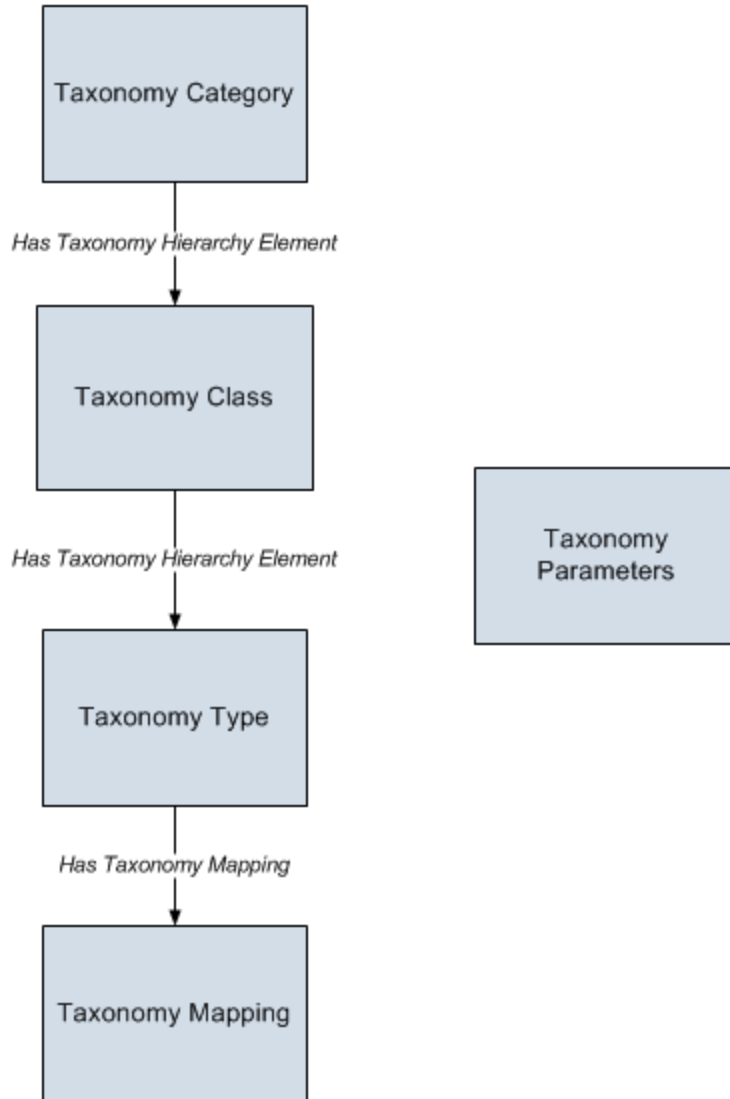 Taxonomy Category
Has Taxonomy Hierarchy Element
Taxonomy Class
Has Taxonomy Hierarchy Element
Taxonomy
Parameters
Taxonomy Type
Has Taxonomy Mapping
Taxonomy Mapping